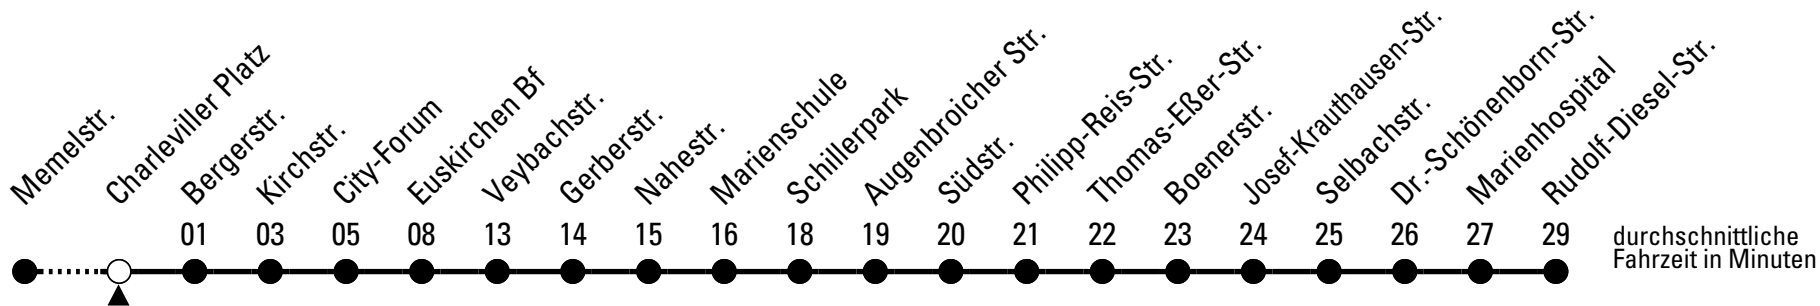 Memelstr.
Charleviller Platz
Bergerstr.
Kirchstr.
City-Forum
Euskirchen Bf
Veybachstr.
Gerberstr.
Nahestr.
Marienschule
Schillerpark
Augenbroicher Str.
Südstr.
Philipp-Reis-Str.
Thomas-Eßer-Str.
Boenerstr.
Josef-Krauthausen-Str.
Selbachstr.
Dr.-Schönenborn-Str.
Marienhospital
Rudolf-Diesel-Str.
01 03 05 08 13 14 15 16 18 19 20 21 22 23 24 25 26 27 29
durchschnittliche
Fahrzeit in Minuten